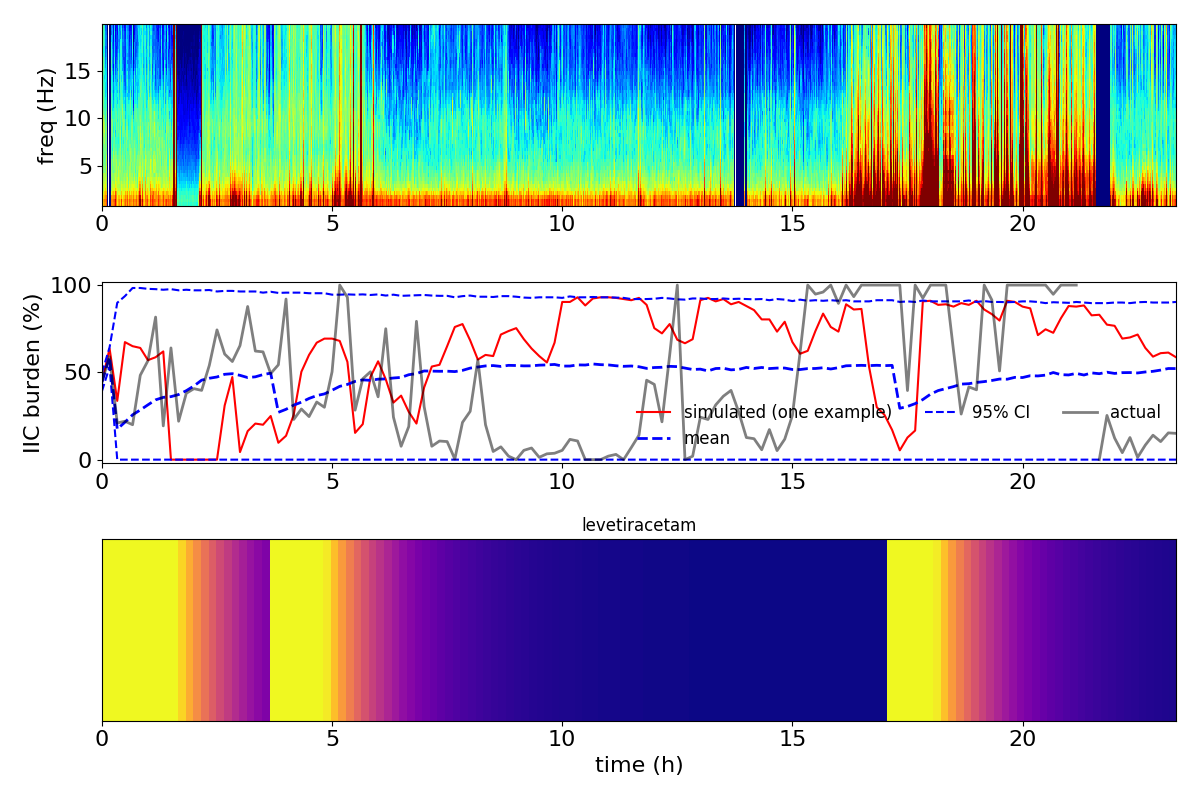 freq (Hz)
15
10
5
0 5 10 15 20
IIC burden (%)
100
50
0
simulated (one example) 95% CI actual
mean
0 5 10 15 20
levetiracetam
0 5 10 15 20
time (h)